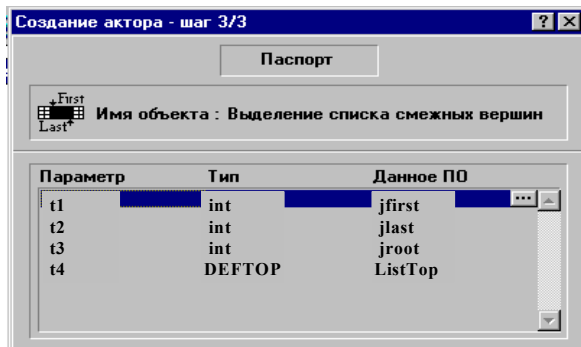 Создание актора - шаг 3/3
Паспорт
First
Last
Имя объекта : Выделение списка смежных вершин
Параметр Тип Данное ПО
t1 int jfirst
t2 int jlast
t3 int jroot
t4 DEFTOP ListTop